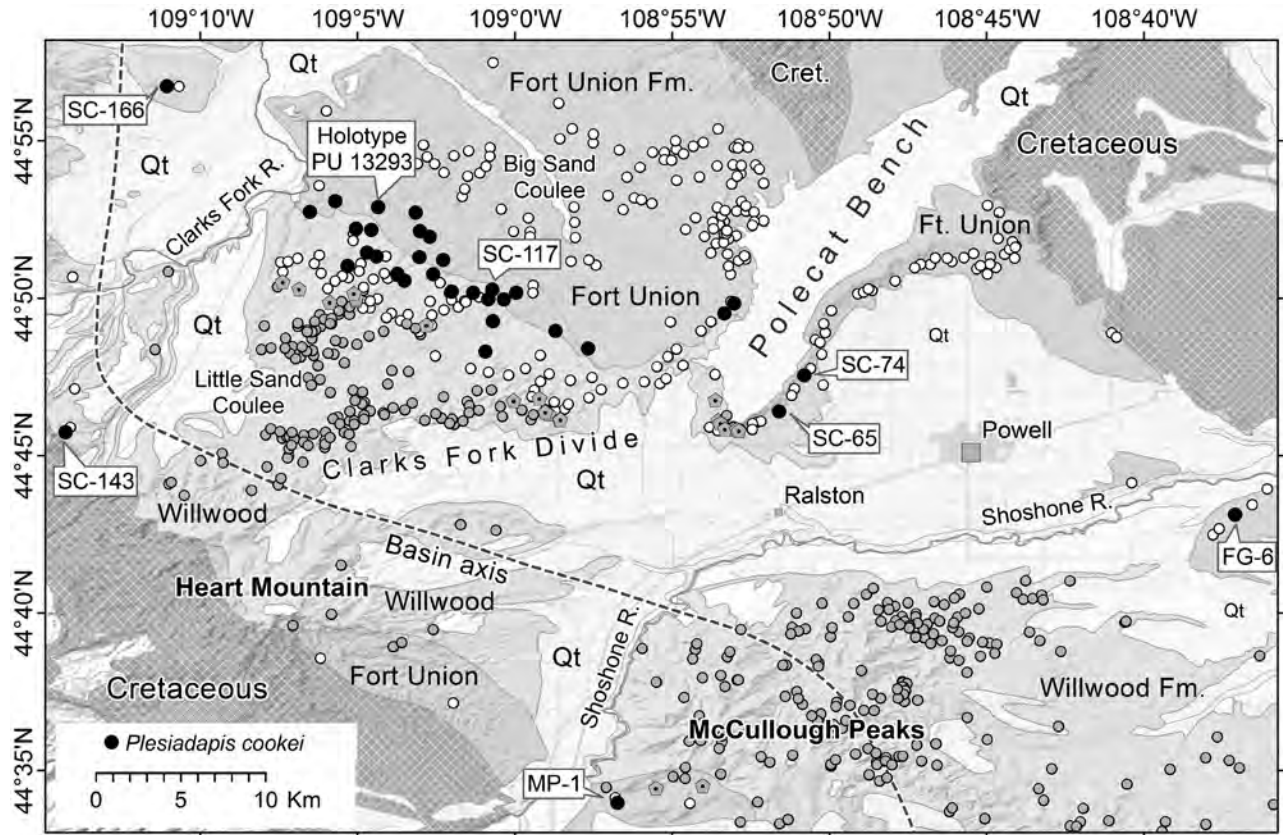 109°10'W
109°5'W
109°0'W
108°55'W
108°50'W
108°45'W
108°40'W
44°55'N
44°50'N
44°45'N
44°40'N
44°35'N
Qt
Fort Union Fm.
Cret.
Qt
SC-166
Holotype
PU 13293
Qt
Cretaceous
Big Sand
Coulee
Clarks Fork R.
Polecat Bench
Ft. Union
SC-117
Fort Union
Qt
Qt
SC-74
Little Sand
Coulee
SC-65
Powell
Clarks Fork Divide
SC-143
Qt
Ralston
Willwood
Shoshone R.
Basin axis
FG-6
Heart Mountain
Willwood
Qt
Qt
Shoshone R.
Fort Union
Cretaceous
Willwood Fm.
McCullough Peaks
Plesiadapis cookei
MP-1
0 5 10 Km